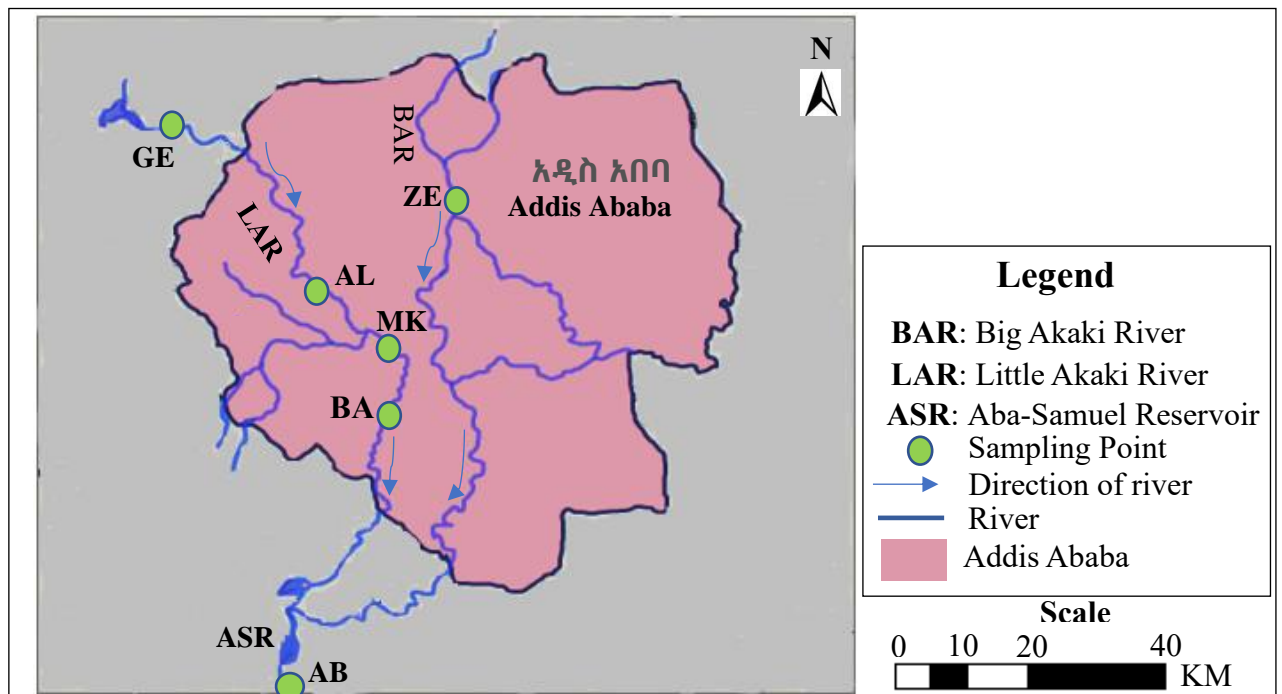 N
BAR
GE
ZE
አዲስ አበባ
Addis Ababa
LAR
AL
MK
BA
ASR
AB
Legend
BAR: Big Akaki River
LAR: Little Akaki River
ASR: Aba-Samuel Reservoir
Sampling Point
Direction of river
River
Addis Ababa
Scale
0 10 20 40
KM